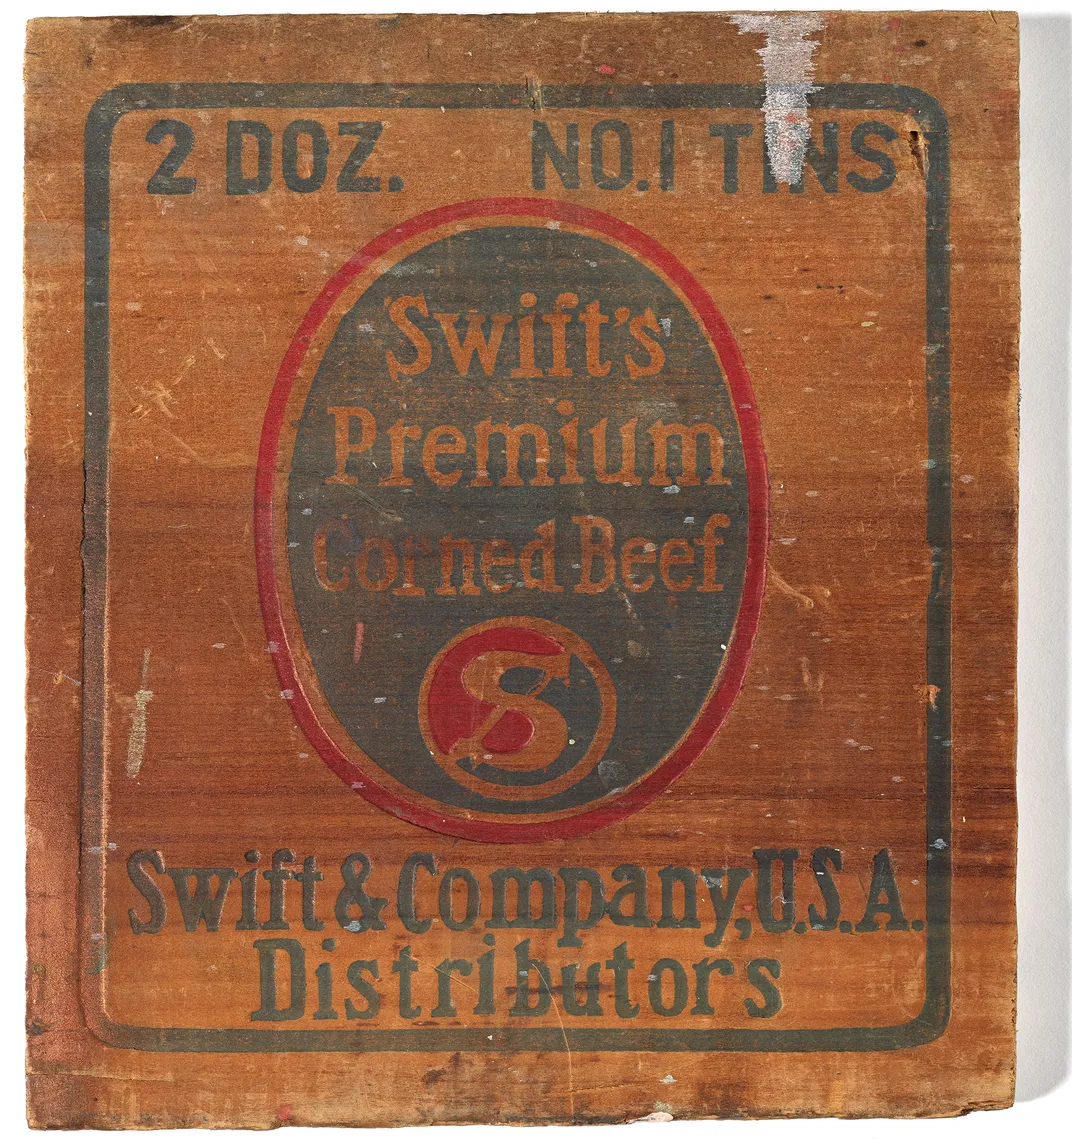 2 DOZ. NO.1 TINS
Swift's
Premium
Corned Beef
S
Swift & Company, U.S.A.
Distributors